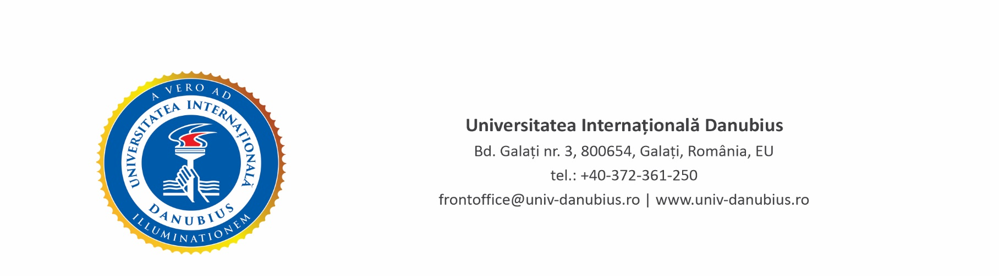 A VERO AD
UNIVERSITATEA INTERNAȚIONALĂ
DANUBIUS
ILLUMINATIONEM
Universitatea Internațională Danubius
Bd. Galați nr. 3, 800654, Galați, România, EU
tel.: +40-372-361-250
frontoffice@univ-danubius.ro | www.univ-danubius.ro